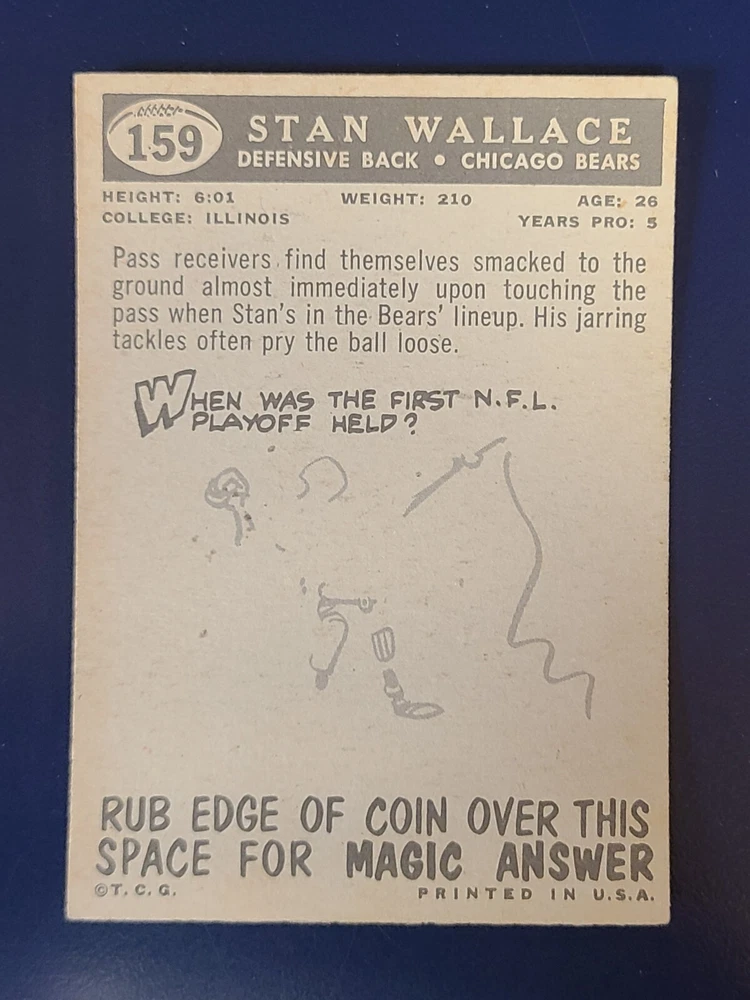 159 STAN WALLACE
DEFENSIVE BACK • CHICAGO BEARS
HEIGHT: 6:01 WEIGHT: 210 AGE: 26
COLLEGE: ILLINOIS YEARS PRO: 5
Pass receivers find themselves smacked to the
ground almost immediately upon touching the
pass when Stan's in the Bears' lineup. His jarring
tackles often pry the ball loose.
WHEN WAS THE FIRST N.F.L.
PLAYOFF HELD?
RUB EDGE OF COIN OVER THIS
SPACE FOR MAGIC ANSWER
©T.C.G. PRINTED IN U.S.A.